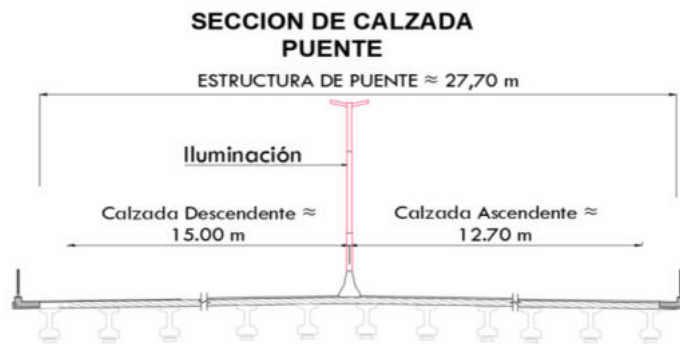 SECCION DE CALZADA
PUENTE
ESTRUCTURA DE PUENTE ≈ 27,70 m
Iluminación
Calzada Descendente ≈
15.00 m
Calzada Ascendente ≈
12.70 m